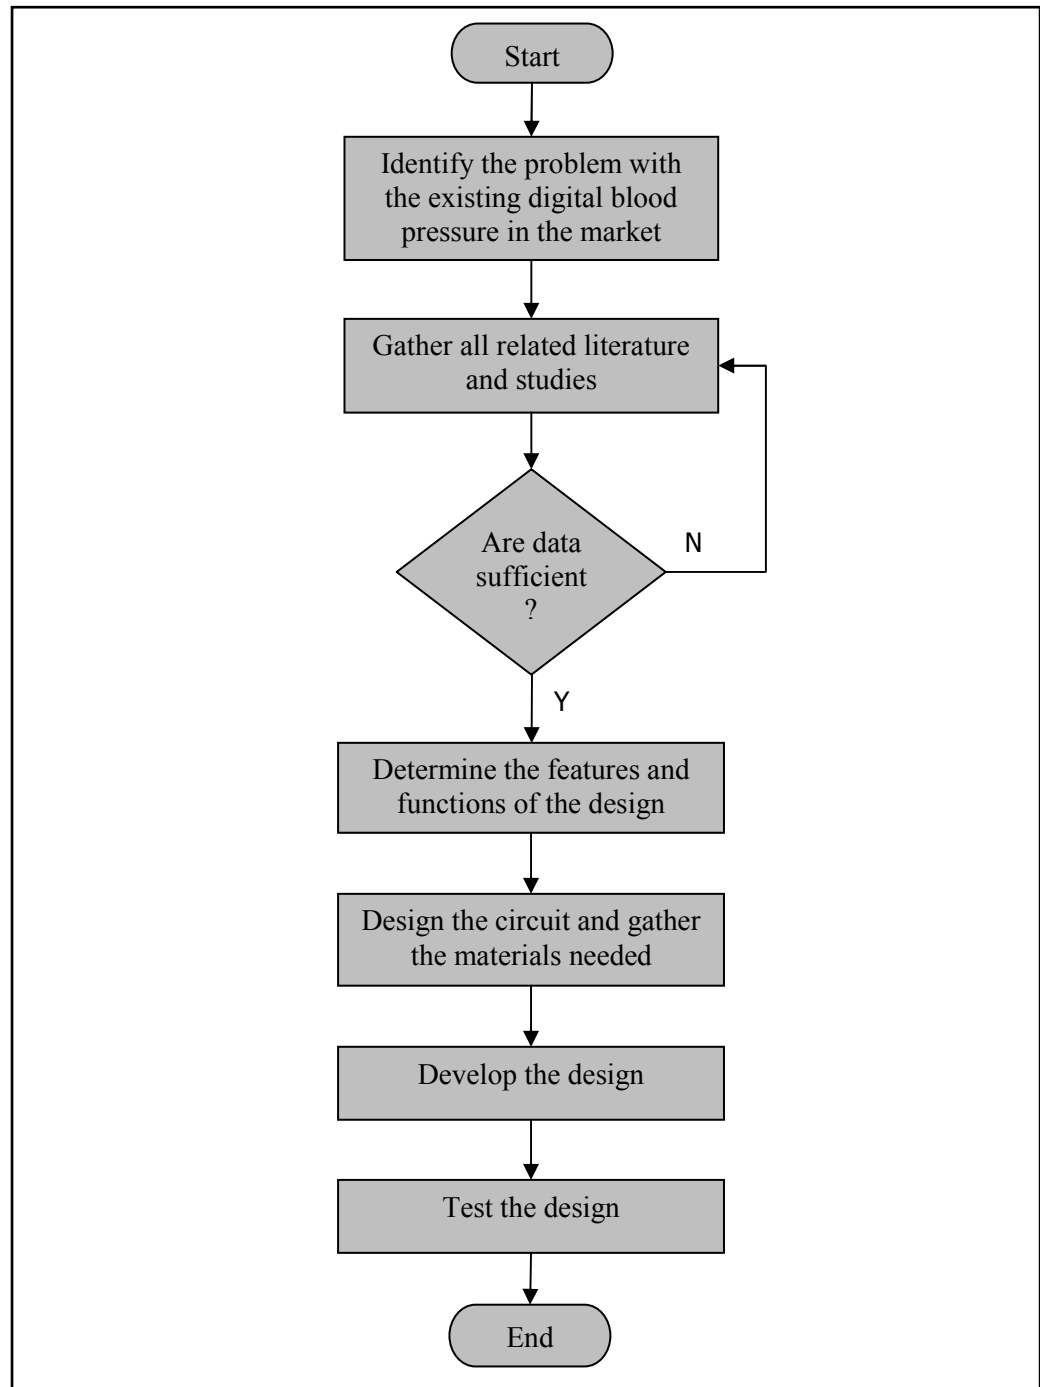 Start
Identify the problem with
the existing digital blood
pressure in the market
Gather all related literature
and studies
Are data
sufficient
?
N
Y
Determine the features and
functions of the design
Design the circuit and gather
the materials needed
Develop the design
Test the design
End